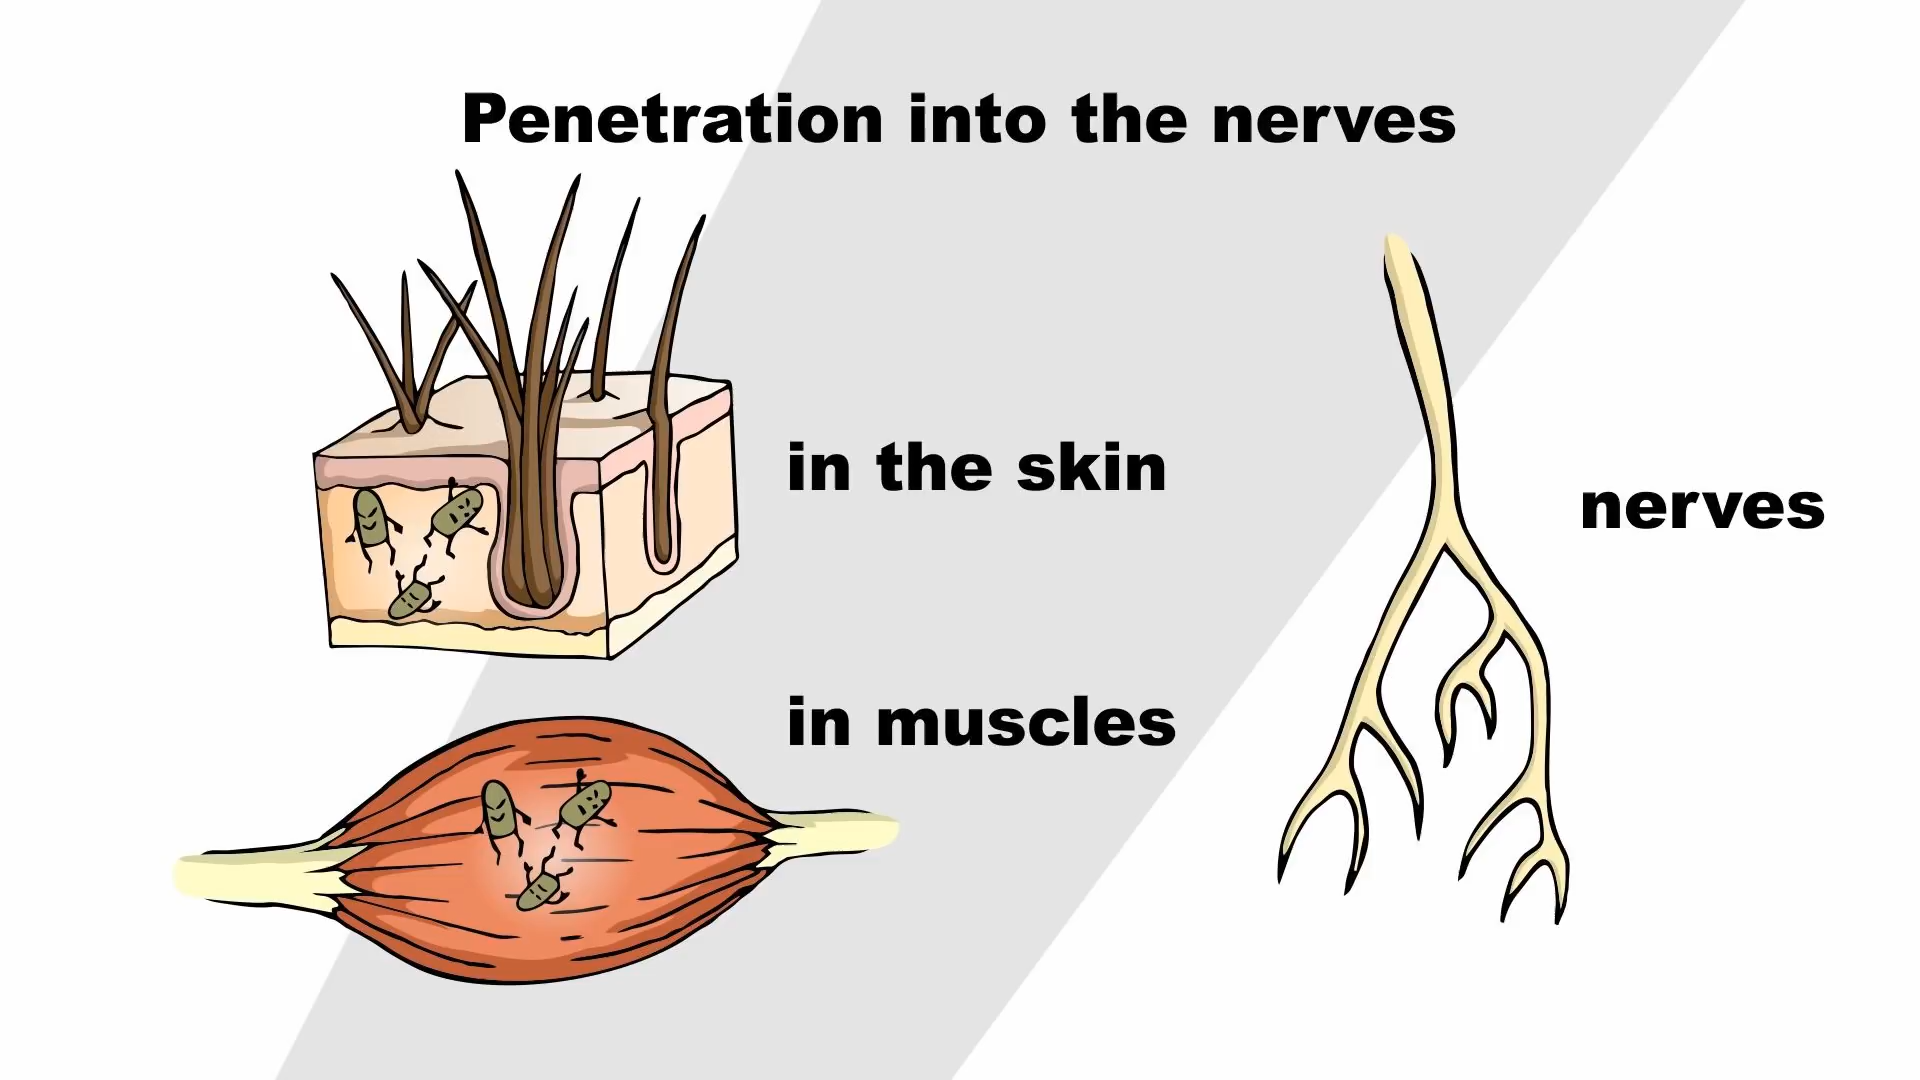 Penetration into the nerves
in the skin
nerves
in muscles